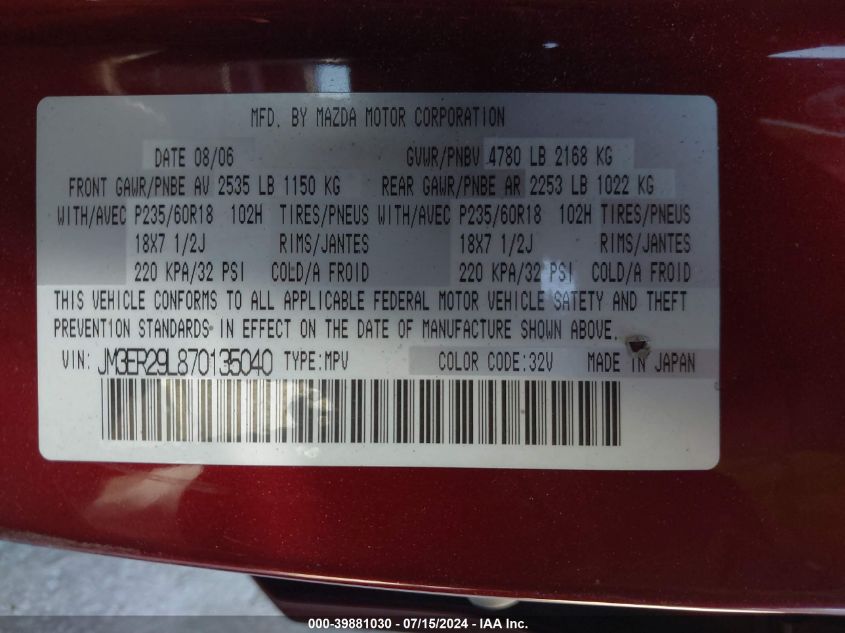 MFD. BY MAZDA MOTOR CORPORATION
DATE 08/06 GVWR/PNBV 4780 LB 2168 KG
FRONT GAWR/PNBE AV 2535 LB 1150 KG REAR GAWR/PNBE AR 2253 LB 1022 KG
WITH/AVEC P235/60R18 102H TIRES/PNEUS WITH/AVEC P235/60R18 102H TIRES/PNEUS
18X7 1/2J RIMS/JANTES 18X7 1/2J RIMS/JANTES
220 KPA/32 PSI COLD/A FROID 220 KPA/32 PSI COLD/A FROID
THIS VEHICLE CONFORMS TO ALL APPLICABLE FEDERAL MOTOR VEHICLE SAFETY AND THEFT
PREVENTION STANDARDS IN EFFECT ON THE DATE OF MANUFACTURE SHOWN ABOVE.
VIN: JM3ER29L870135040 TYPE:MPV COLOR CODE:32V MADE IN JAPAN
000-39881030 - 07/15/2024 - IAA Inc.